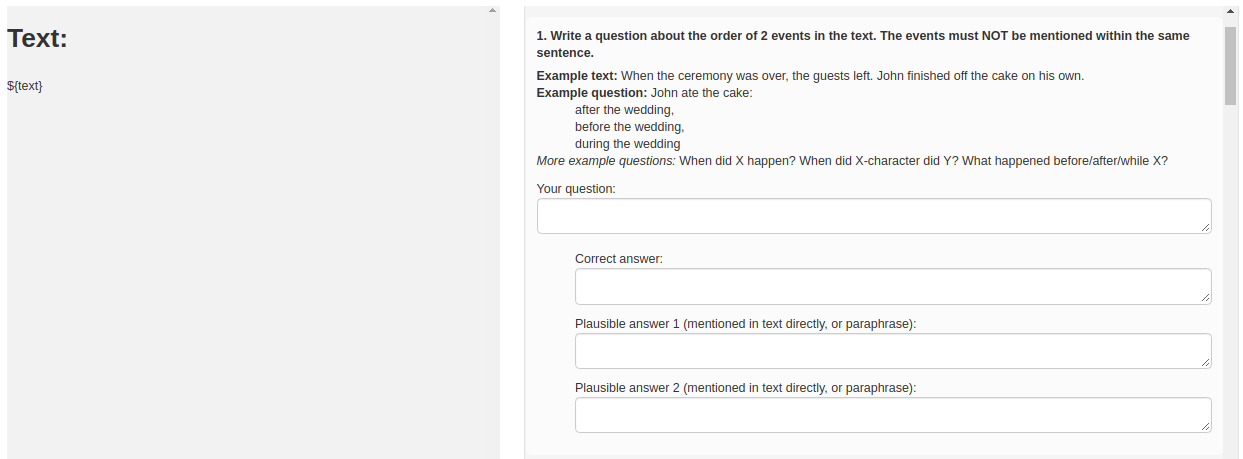 Text:
${text}
1. Write a question about the order of 2 events in the text. The events must NOT be mentioned within the same
sentence.
Example text: When the ceremony was over, the guests left. John finished off the cake on his own.
Example question: John ate the cake:
after the wedding,
before the wedding,
during the wedding
More example questions: When did X happen? When did X-character did Y? What happened before/after/while X?
Your question:
Correct answer:
Plausible answer 1 (mentioned in text directly, or paraphrase):
Plausible answer 2 (mentioned in text directly, or paraphrase):